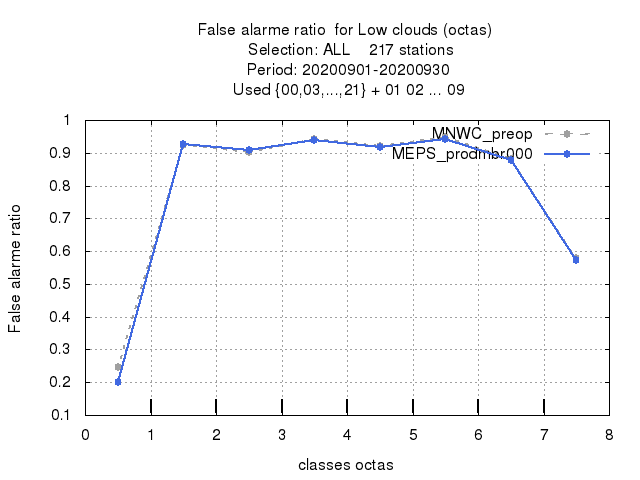 False alarme ratio  for Low clouds (octas)
Selection: ALL    217 stations
Period: 20200901-20200930
Used {00,03,...,21} + 01 02 ... 09
MNWC_preop
MEPS_prodmbr000
1
0.9
0.8
0.7
0.6
0.5
0.4
0.3
0.2
0.1
False alarme ratio
0 1 2 3 4 5 6 7 8
classes octas